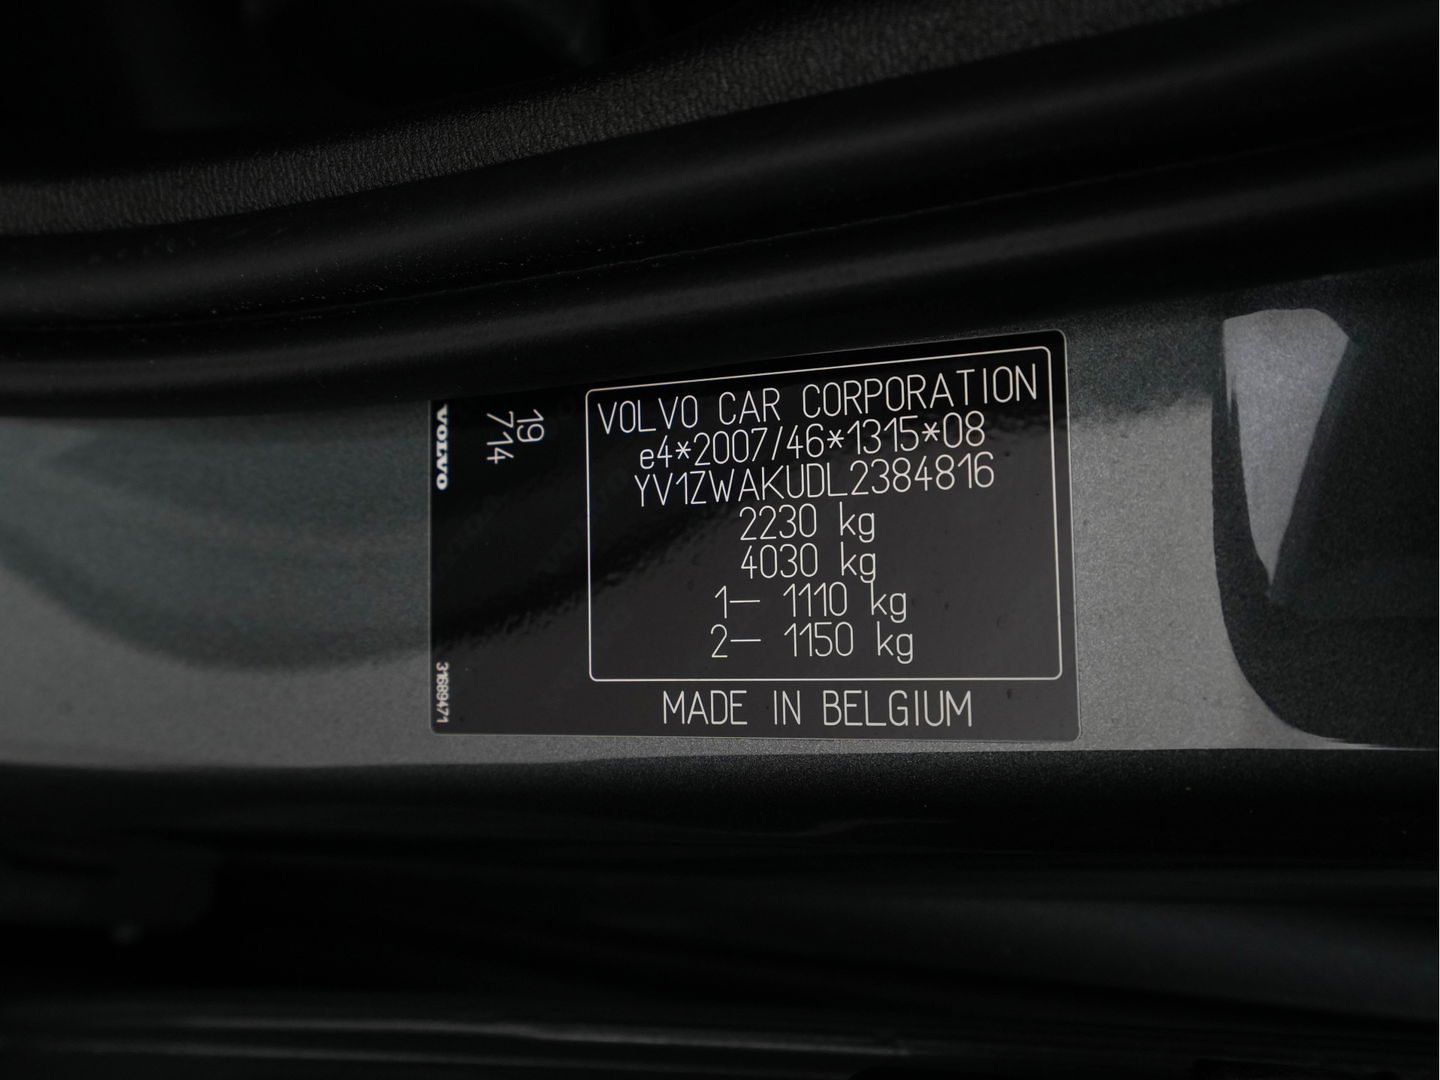 VOLVO
19
714
31689471
VOLVO CAR CORPORATION
e4*2007/46*1315*08
YV1ZWAKUDL2384816
2230 kg
4030 kg
1— 1110 kg
2— 1150 kg
MADE IN BELGIUM